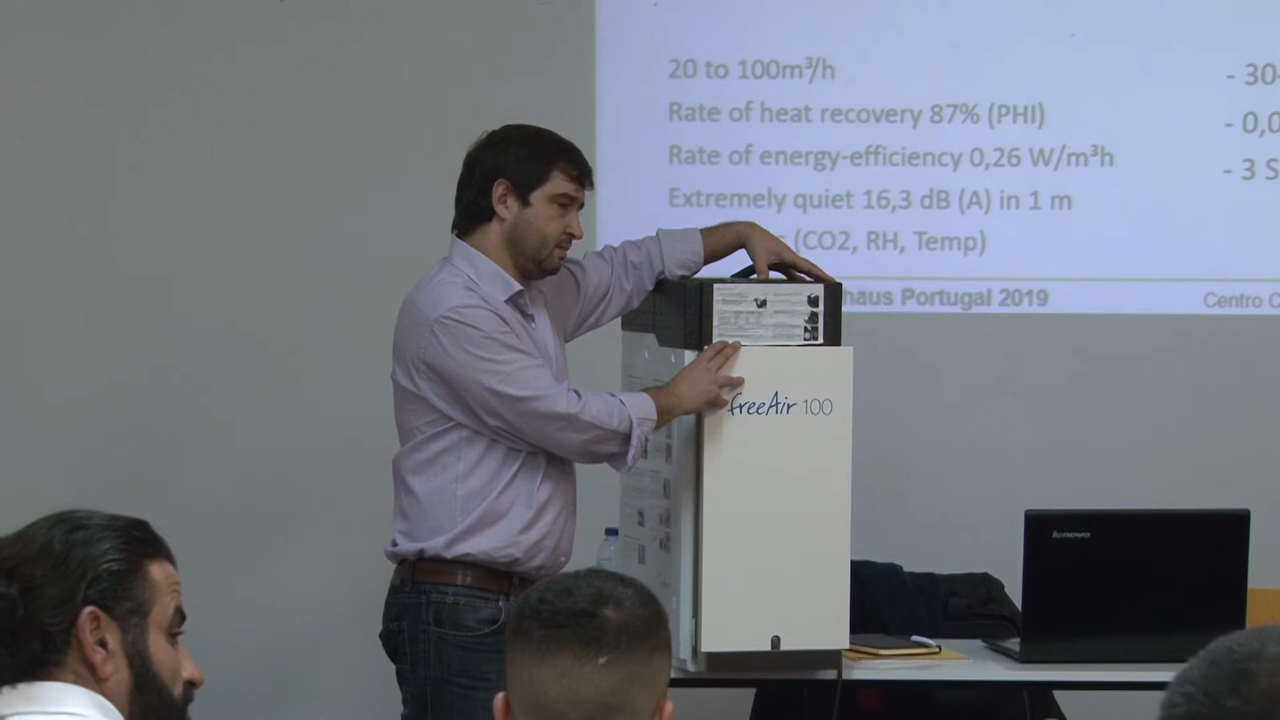 20 to 100m³/h
- 30
Rate of heat recovery 87% (PHI)
- 0,0
Rate of energy-efficiency 0,26 W/m³h
- 3 S
Extremely quiet 16,3 dB (A) in 1 m
(CO2, RH, Temp)
haus Portugal 2019
Centro C
freeAir 100
lenovo